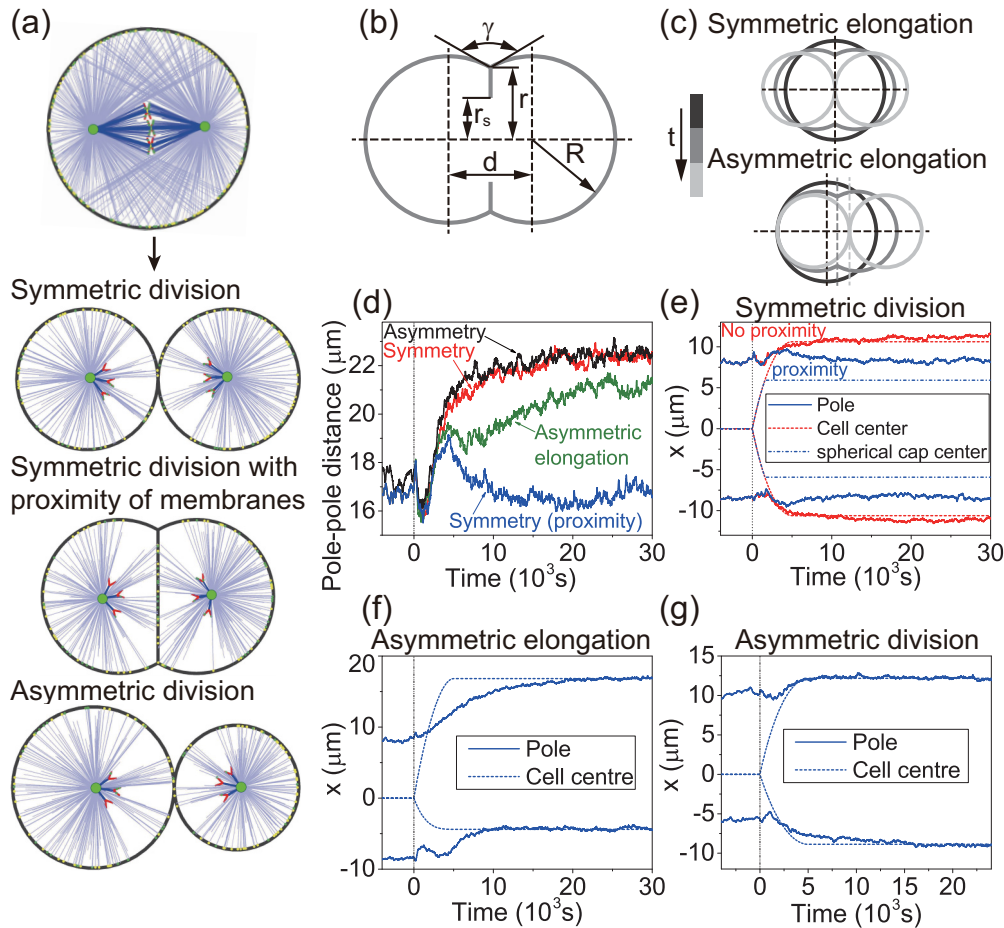 (a)
Symmetric division
Symmetric division with
proximity of membranes
Asymmetric division
(b)
γ
r
r_s
d
R
(c)
Symmetric elongation
t
Asymmetric elongation
(d)
Pole-pole distance (μm)
22
20
18
16
Asymmetry
Symmetry
Asymmetric
elongation
Symmetry (proximity)
0 10 20 30
Time (10³s)
(e)
Symmetric division
x (μm)
10
5
0
-5
-10
No proximity
proximity
Pole
Cell center
spherical cap center
0 10 20 30
Time (10³s)
(f)
Asymmetric elongation
x (μm)
20
10
0
-10
Pole
Cell centre
0 10 20 30
Time (10³s)
(g)
Asymmetric division
x (μm)
15
10
5
0
-5
-10
Pole
Cell centre
0 5 10 15 20
Time (10³s)